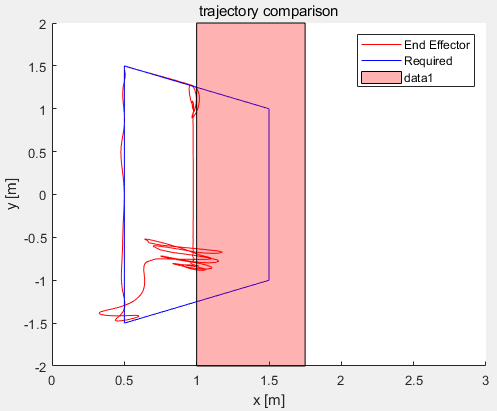 trajectory comparison
End Effector
Required
data1
2
1.5
1
0.5
0
-0.5
-1
-1.5
-2
y [m]
0
0.5
1
1.5
2
2.5
3
x [m]